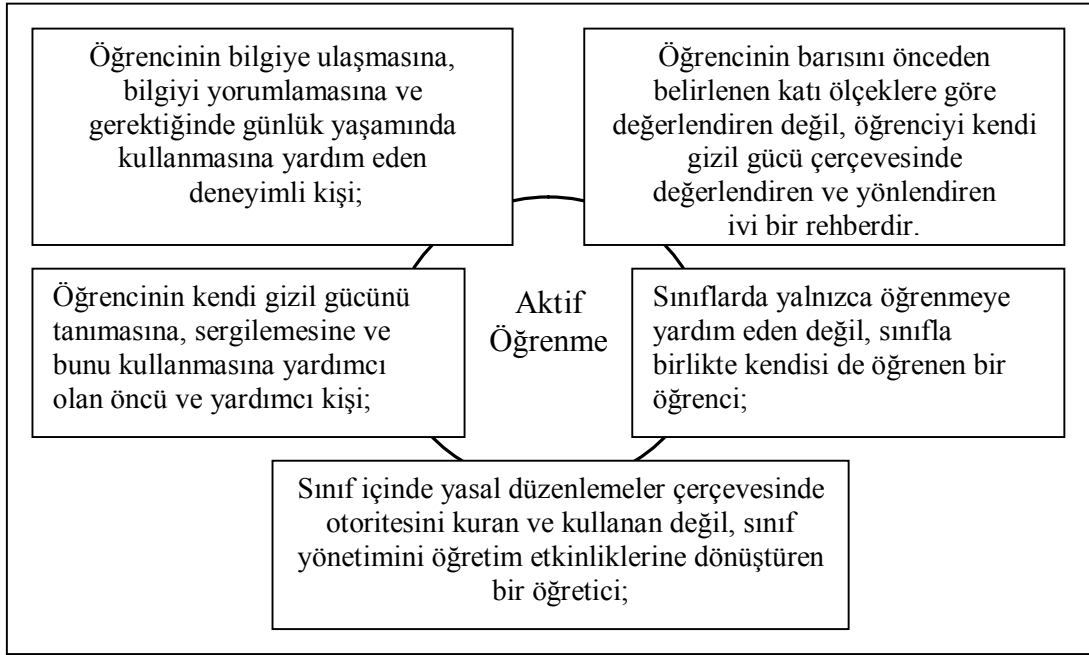 Öğrencinin bilgiye ulaşmasına,
bilgiyi yorumlamasına ve
gerektiğinde günlük yaşamında
kullanmasına yardım eden
deneyimli kişi;
Öğrencinin barısını önceden
belirlenen katı ölçeklere göre
değerlendiren değil, öğrenciyi kendi
gizil gücü çerçevesinde
değerlendiren ve yönlendiren
ivi bir rehberdir.
Öğrencinin kendi gizil gücünü
tanımasına, sergilemesine ve
bunu kullanmasına yardımcı
olan öncü ve yardımcı kişi;
Aktif
Öğrenme
Sınıflarda yalnızca öğrenmeye
yardım eden değil, sınıfla
birlikte kendisi de öğrenen bir
öğrenci;
Sınıf içinde yasal düzenlemeler çerçevesinde
otoritesini kuran ve kullanan değil, sınıf
yönetimini öğretim etkinliklerine dönüştüren
bir öğretici;